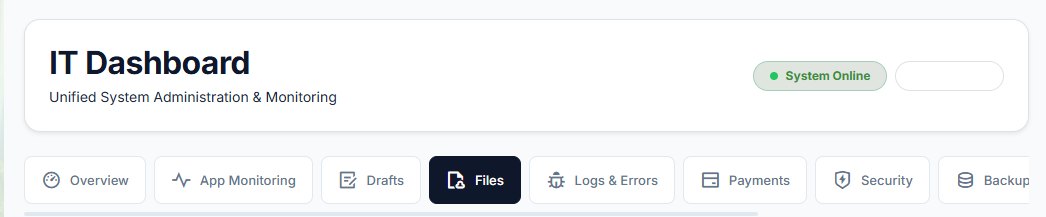 IT Dashboard
Unified System Administration & Monitoring
System Online
Overview
App Monitoring
Drafts
Files
Logs & Errors
Payments
Security
Backup